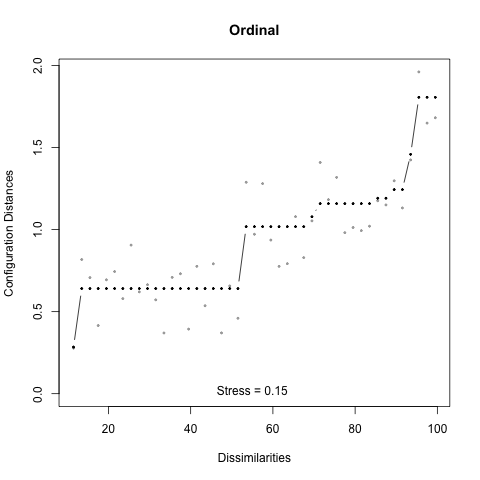 Ordinal
Configuration Distances
2.0
1.5
1.0
0.5
0.0
Stress = 0.15
20 40 60 80 100
Dissimilarities